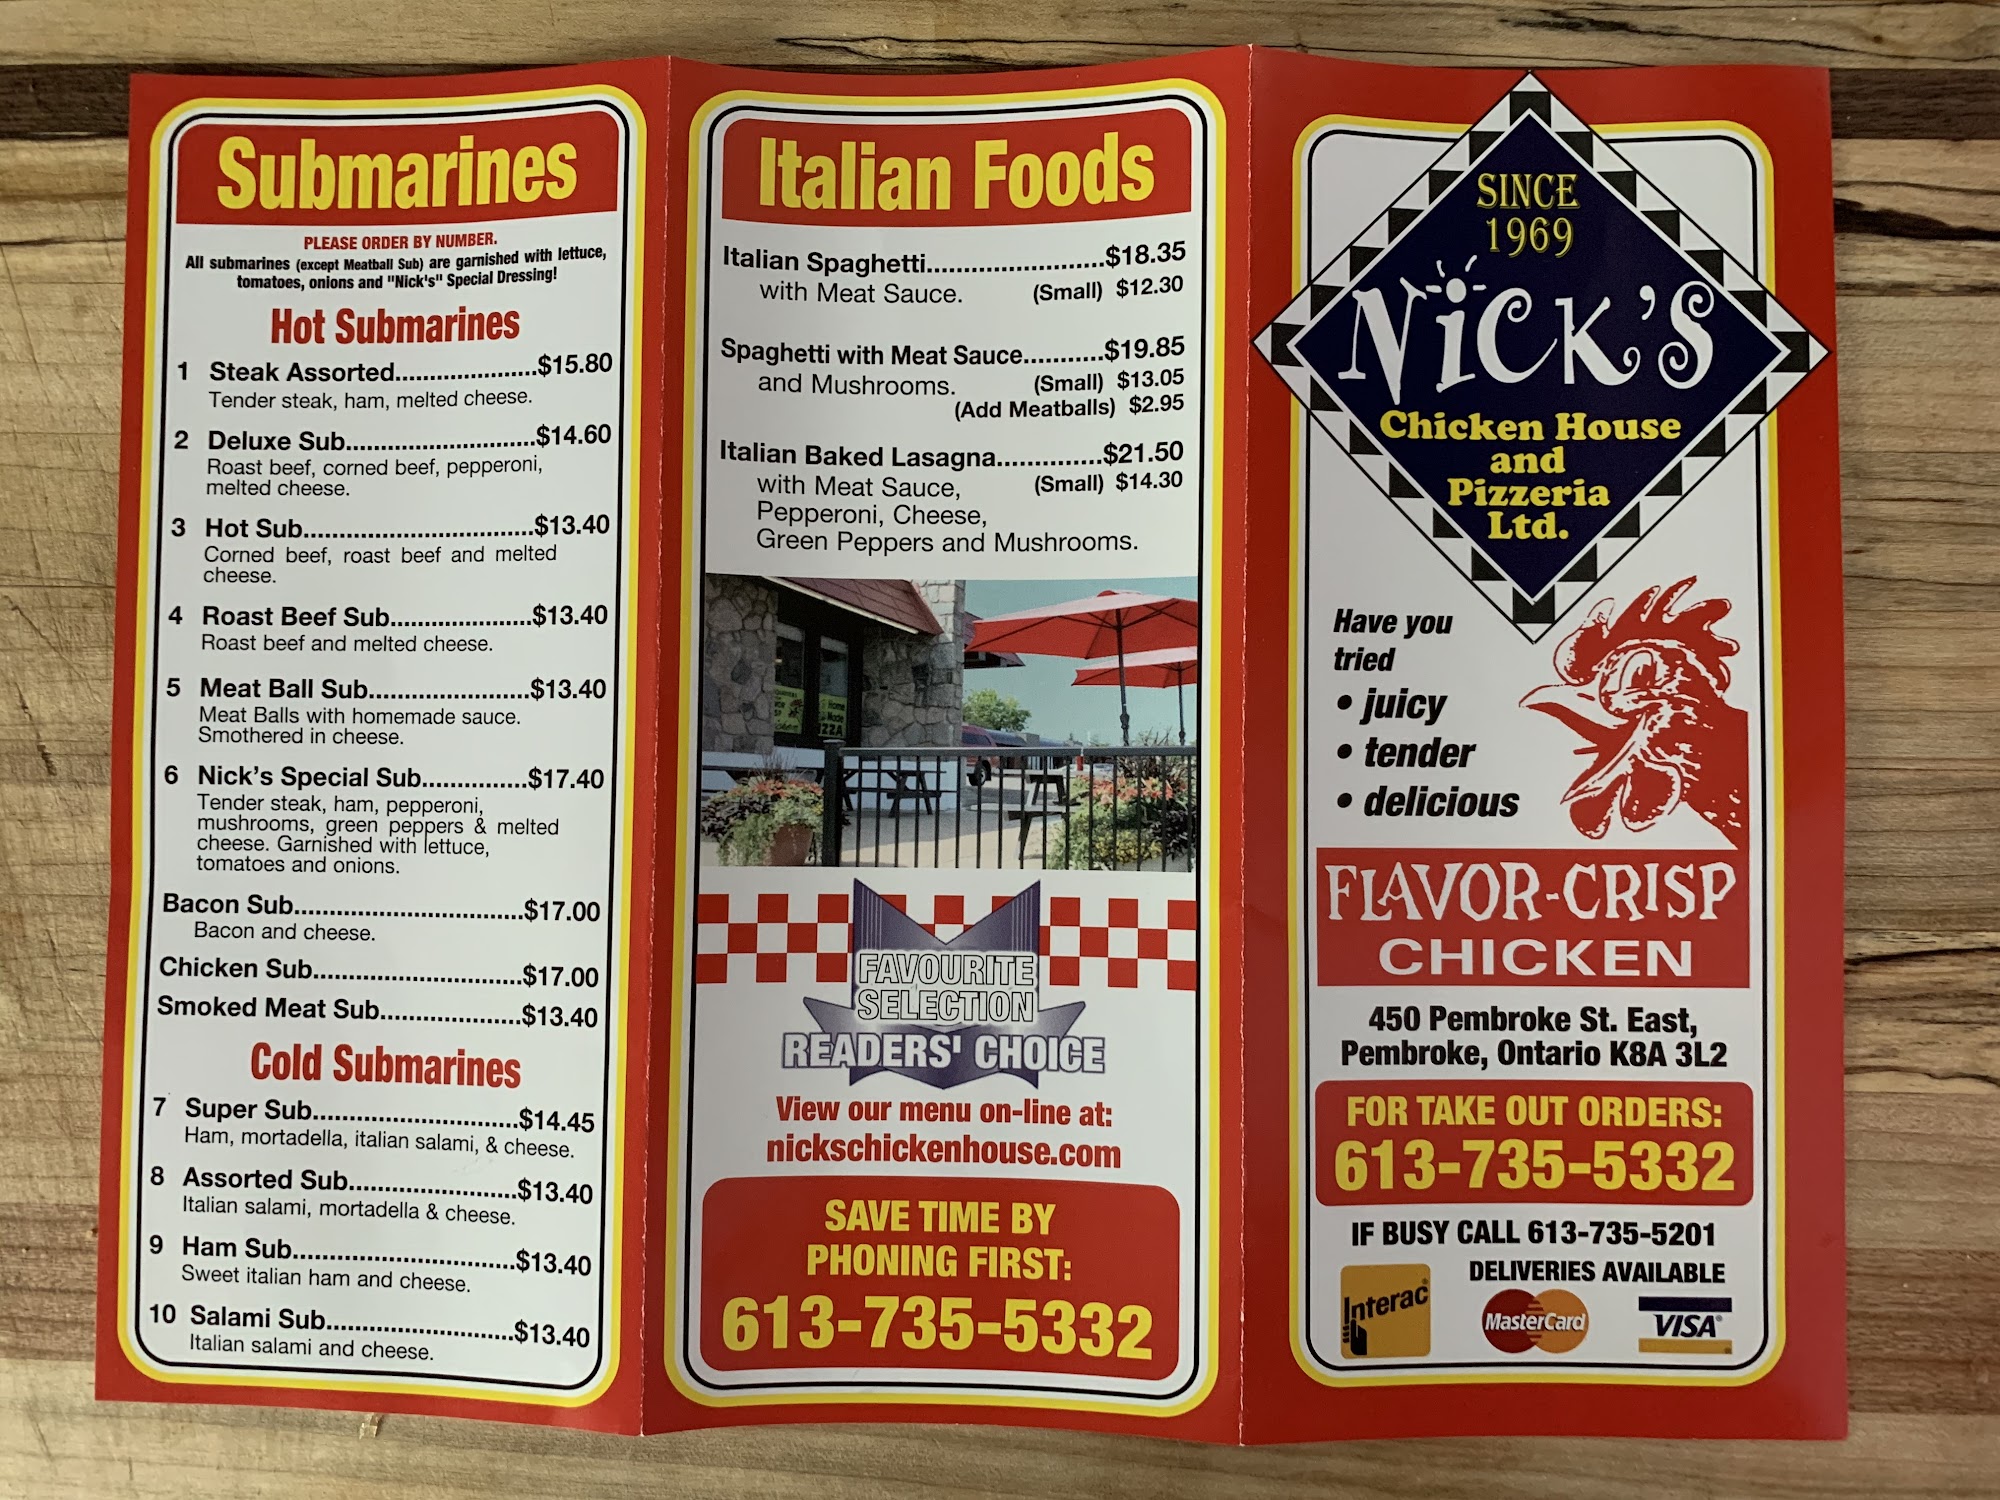 Submarines
PLEASE ORDER BY NUMBER.
All submarines (except Meatball Sub) are garnished with lettuce,
tomatoes, onions and "Nick's" Special Dressing!
Hot Submarines
1 Steak Assorted......................$15.80
Tender steak, ham, melted cheese.
2 Deluxe Sub............................$14.60
Roast beef, corned beef, pepperoni,
melted cheese.
3 Hot Sub..................................$13.40
Corned beef, roast beef and melted
cheese.
4 Roast Beef Sub......................$13.40
Roast beef and melted cheese.
5 Meat Ball Sub........................$13.40
Meat Balls with homemade sauce.
Smothered in cheese.
6 Nick's Special Sub...............$17.40
Tender steak, ham, pepperoni,
mushrooms, green peppers & melted
cheese. Garnished with lettuce,
tomatoes and onions.
Bacon Sub.................................$17.00
Bacon and cheese.
Chicken Sub..............................$17.00
Smoked Meat Sub....................$13.40
Cold Submarines
7 Super Sub..............................$14.45
Ham, mortadella, italian salami, & cheese.
8 Assorted Sub........................$13.40
Italian salami, mortadella & cheese.
9 Ham Sub................................$13.40
Sweet italian ham and cheese.
10 Salami Sub...........................$13.40
Italian salami and cheese.
Italian Foods
Italian Spaghetti........................$18.35
with Meat Sauce. (Small) $12.30
Spaghetti with Meat Sauce...........$19.85
and Mushrooms. (Small) $13.05
(Add Meatballs) $2.95
Italian Baked Lasagna..............$21.50
with Meat Sauce, (Small) $14.30
Pepperoni, Cheese,
Green Peppers and Mushrooms.
Home
Made
FAVOURITE
SELECTION
READERS' CHOICE
View our menu on-line at:
nickschickenhouse.com
SAVE TIME BY
PHONING FIRST:
613-735-5332
SINCE
1969
NiCK'S
Chicken House
and
Pizzeria
Ltd.
Have you
tried
• juicy
• tender
• delicious
FLAVOR-CRISP
CHICKEN
450 Pembroke St. East,
Pembroke, Ontario K8A 3L2
FOR TAKE OUT ORDERS:
613-735-5332
IF BUSY CALL 613-735-5201
DELIVERIES AVAILABLE
Interac
MasterCard
VISA